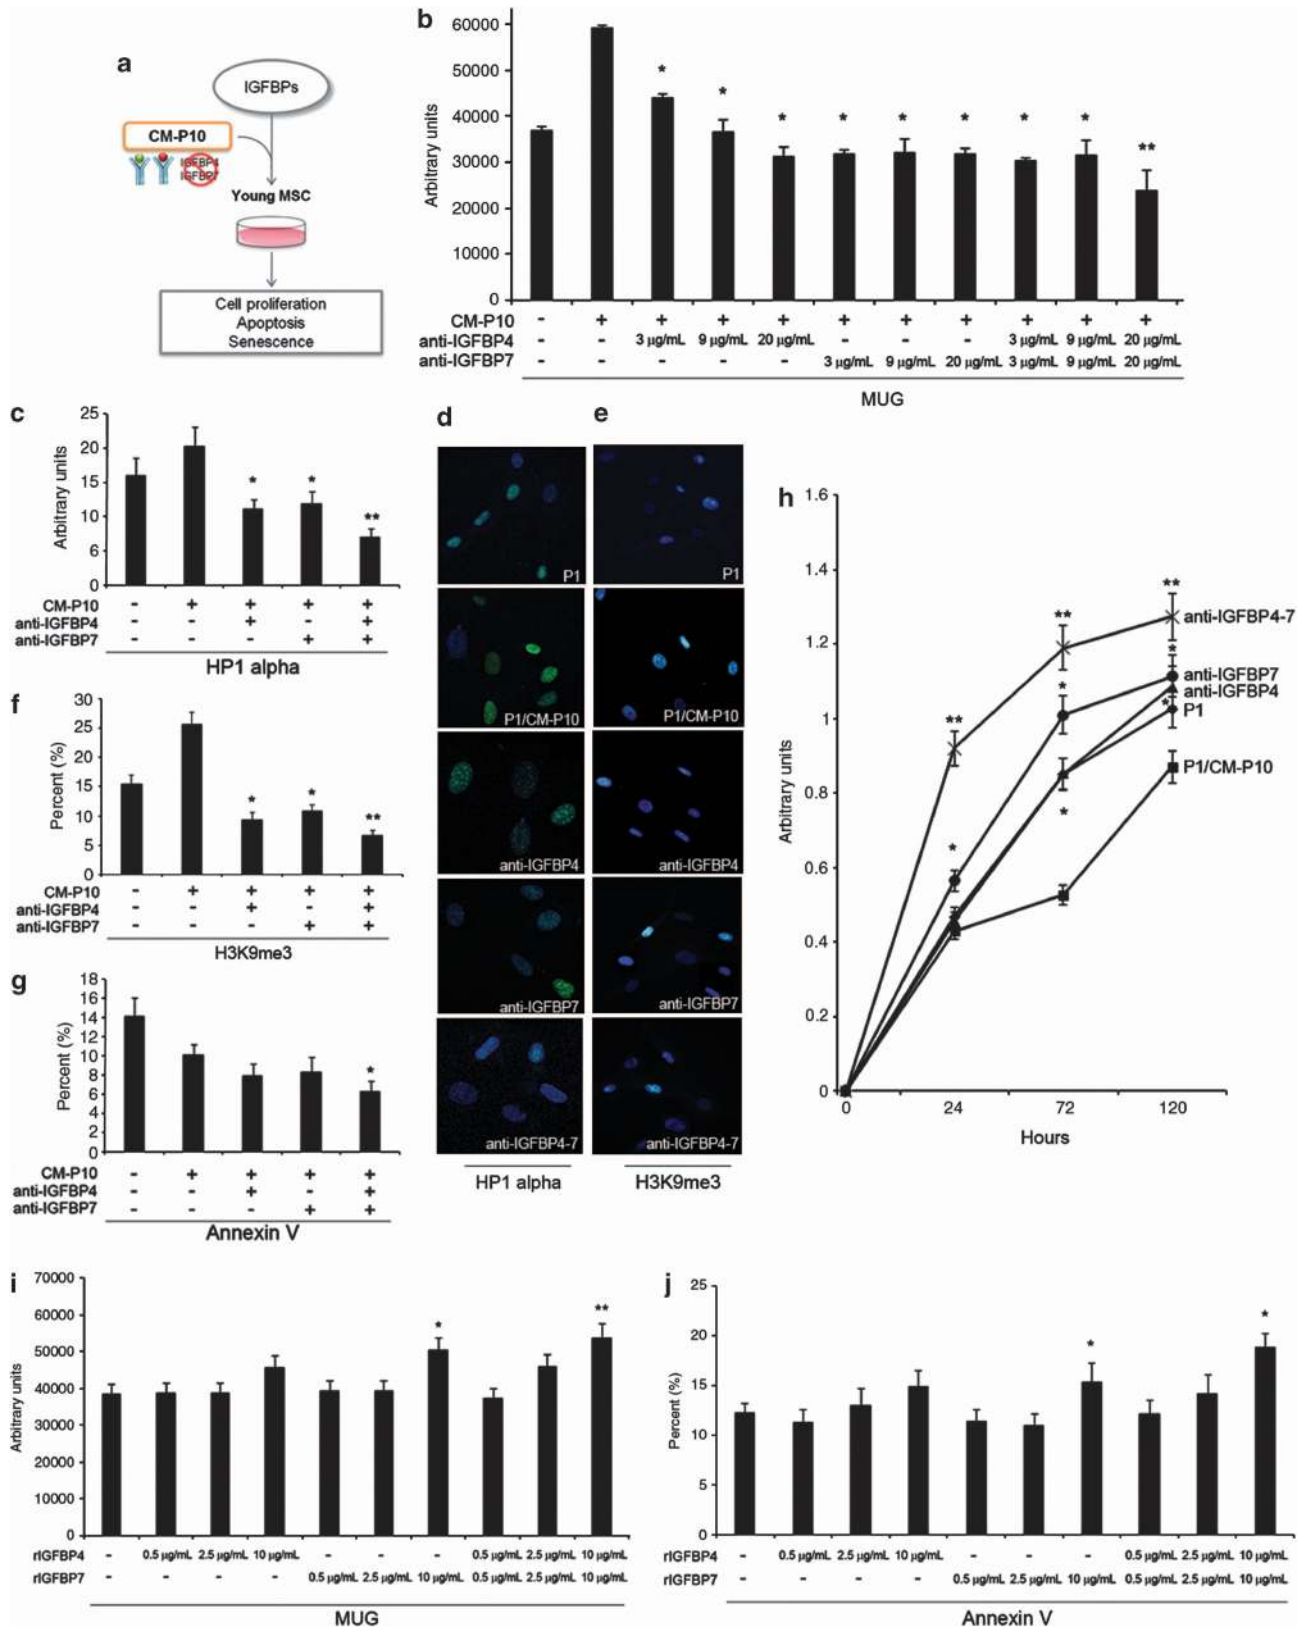 a
IGFBPs
CM-P10
IGFBP4
IGFBP7
Young MSC
Cell proliferation
Apoptosis
Senescence
b
60000
50000
40000
30000
20000
10000
0
Arbitrary units
* * * * * * * * **
CM-P10 - + + + + + + + + + +
anti-IGFBP4 - - 3 µg/mL 9 µg/mL 20 µg/mL - - - 3 µg/mL 9 µg/mL 20 µg/mL
anti-IGFBP7 - - - - - 3 µg/mL 9 µg/mL 20 µg/mL 3 µg/mL 9 µg/mL 20 µg/mL
MUG
c
25
20
15
10
6
0
Arbitrary units
* * **
CM-P10 - + + + +
anti-IGFBP4 - - + - +
anti-IGFBP7 - - - + +
HP1 alpha
d
P1
P1/CM-P10
anti-IGFBP4
anti-IGFBP7
anti-IGFBP4-7
HP1 alpha
e
P1
P1/CM-P10
anti-IGFBP4
anti-IGFBP7
anti-IGFBP4-7
H3K9me3
f
30
25
20
15
10
5
0
Percent (%)
* * **
CM-P10 - + + + +
anti-IGFBP4 - - + - +
anti-IGFBP7 - - - + +
H3K9me3
g
18
16
14
12
10
8
6
4
2
0
Percent (%)
*
CM-P10 - + + + +
anti-IGFBP4 - - + - +
anti-IGFBP7 - - - + +
Annexin V
h
1.6
1.4
1.2
1
0.8
0.6
0.4
0.2
0
Arbitrary units
** ** **
* * *
* *
anti-IGFBP4-7
anti-IGFBP7
anti-IGFBP4
P1
P1/CM-P10
0 24 72 120
Hours
i
70000
60000
50000
40000
30000
20000
10000
0
Arbitrary units
* **
rIGFBP4 - 0.5 µg/mL 2.5 µg/mL 10 µg/mL - - - 0.5 µg/mL 2.5 µg/mL 10 µg/mL
rIGFBP7 - - - - 0.5 µg/mL 2.5 µg/mL 10 µg/mL 0.5 µg/mL 2.5 µg/mL 10 µg/mL
MUG
j
25
20
15
10
5
0
Percent (%)
* *
rIGFBP4 - 0.5 µg/mL 2.5 µg/mL 10 µg/mL - - - 0.5 µg/mL 2.5 µg/mL 10 µg/mL
rIGFBP7 - - - - 0.5 µg/mL 2.5 µg/mL 10 µg/mL 0.5 µg/mL 2.5 µg/mL 10 µg/mL
Annexin V